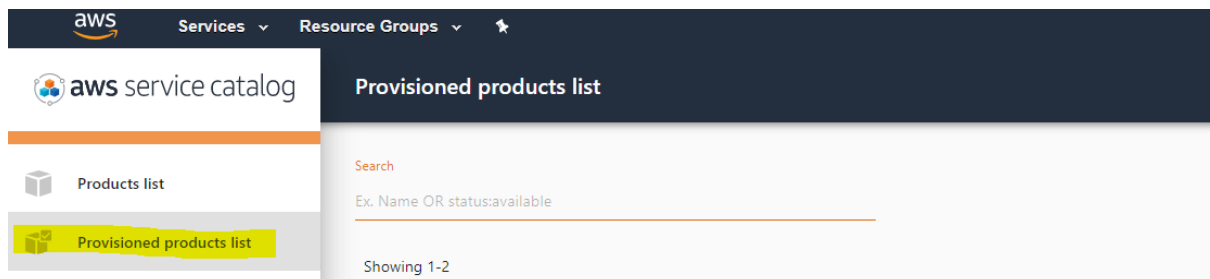 aws Services Resource Groups
aws service catalog
Provisioned products list
Products list
Provisioned products list
Search
Ex. Name OR status:available
Showing 1-2